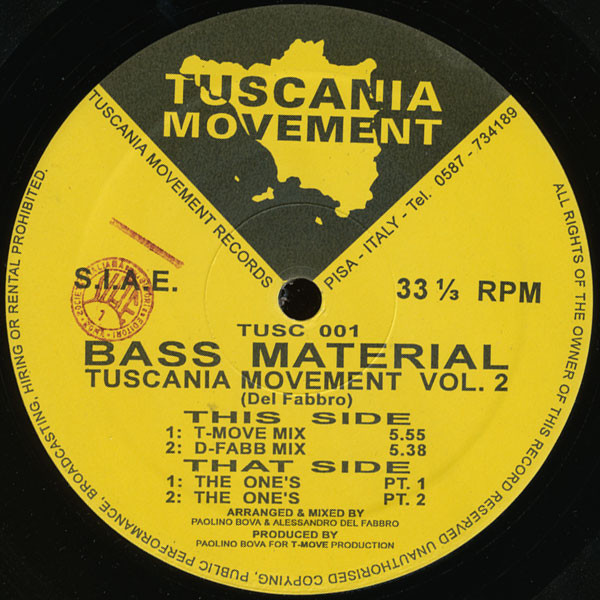 TUSCANIA
MOVEMENT
TUSCANIA MOVEMENT RECORDS
PISA - ITALY - Tel. 0587 - 734189
S.I.A.E.
33 ⅓ RPM
TUSC 001
BASS MATERIAL
TUSCANIA MOVEMENT VOL. 2
(Del Fabbro)
THIS SIDE
1: T-MOVE MIX 5.55
2: D-FABB MIX 5.38
THAT SIDE
1: THE ONE'S PT. 1
2: THE ONE'S PT. 2
ARRANGED & MIXED BY
PAOLINO BOVA & ALESSANDRO DEL FABBRO
PRODUCED BY
PAOLINO BOVA FOR T-MOVE PRODUCTION
ALL RIGHTS OF THE OWNER OF THIS RECORD RESERVED UNAUTHORISED COPYING, PUBLIC PERFORMANCE, BROADCASTING, HIRING OR RENTAL PROHIBITED.